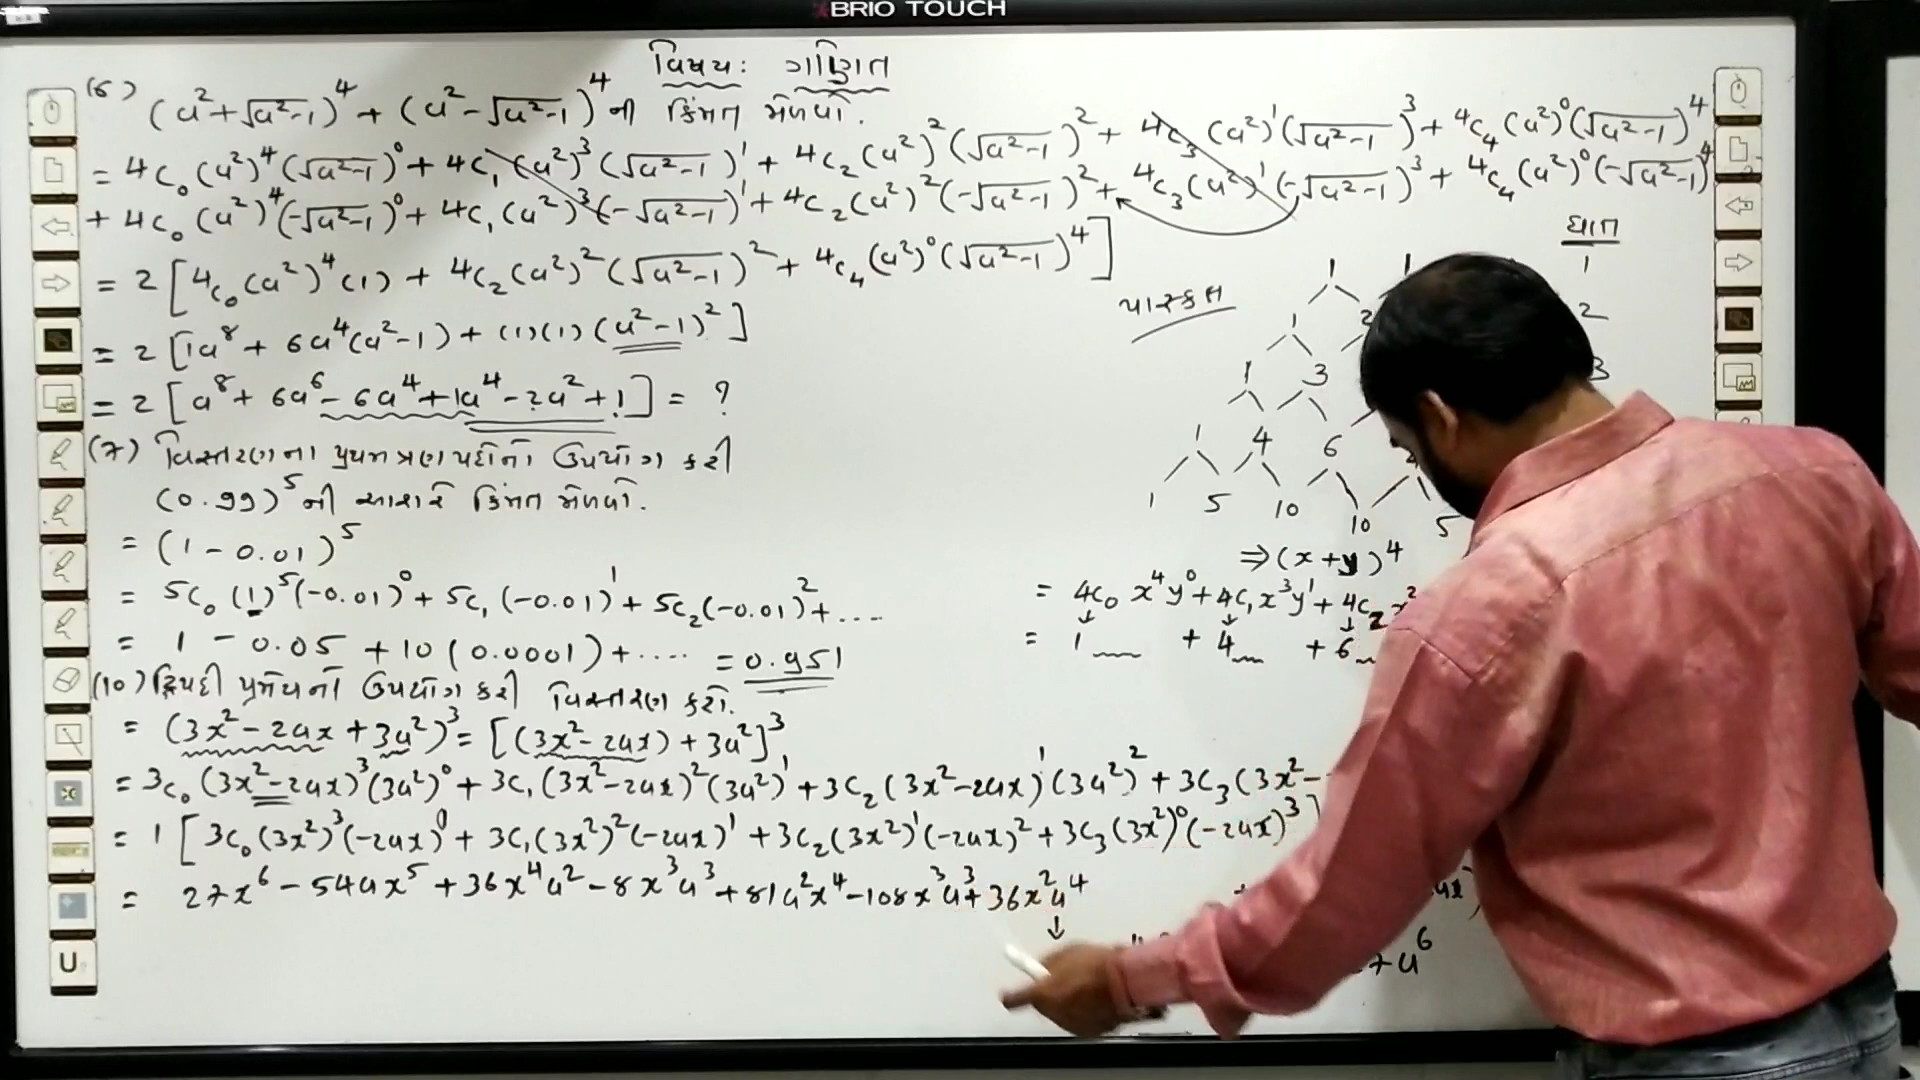 BRIO TOUCH
વિષય: ગણિત
(6) (a²+√a²-1)⁴ + (a²-√a²-1)⁴ ની કિંમત મેળવો.
= 4C₀(a²)⁴(√a²-1)⁰ + 4C₁(a²)³(√a²-1)¹ + 4C₂(a²)²(√a²-1)² + 4C₃(a²)¹(√a²-1)³ + 4C₄(a²)⁰(√a²-1)⁴
+ 4C₀(a²)⁴(-√a²-1)⁰ + 4C₁(a²)³(-√a²-1)¹ + 4C₂(a²)²(-√a²-1)² + 4C₃(a²)¹(-√a²-1)³ + 4C₄(a²)⁰(-√a²-1)⁴
= 2[4C₀(a²)⁴(1) + 4C₂(a²)²(√a²-1)² + 4C₄(a²)⁰(√a²-1)⁴]
= 2[1a⁸ + 6a⁴(a²-1) + (1)(1)(a²-1)²]
= 2[a⁸ + 6a⁶ - 6a⁴ + 1a⁴ - 2a² + 1] = ?
(7) વિસ્તરણના પ્રથમ ત્રણ પદોનો ઉપયોગ કરી
(0.99)⁵ ની આશરે કિંમત મેળવો.
= (1 - 0.01)⁵
= 5C₀(1)⁵(-0.01)⁰ + 5C₁(-0.01)¹ + 5C₂(-0.01)² + ....
= 1 - 0.05 + 10(0.0001) + .... = 0.951
(10) દ્વિપદી પ્રમેયનો ઉપયોગ કરી વિસ્તરણ કરો.
= (3x² - 2ax + 3a²)³ = [(3x² - 2ax) + 3a²]³
= 3C₀(3x²-2ax)³(3a²)⁰ + 3C₁(3x²-2ax)²(3a²)¹ + 3C₂(3x²-2ax)¹(3a²)² + 3C₃(3x²-
= 1[3C₀(3x²)³(-2ax)⁰ + 3C₁(3x²)²(-2ax)¹ + 3C₂(3x²)¹(-2ax)² + 3C₃(3x²)⁰(-2ax)³]
= 27x⁶ - 54ax⁵ + 36x⁴a² - 8x³a³ + 81a²x⁴ - 108x³a³ + 36x²a⁴
7a⁶
પાસ્કલ
ઘાત
1 1 1
1 2 2
1 3 3
1 4 6 4
1 5 10 10 5
⇒ (x+y)⁴
= 4C₀ x⁴y⁰ + 4C₁x³y¹ + 4C₂x²
= 1 + 4 + 6
U